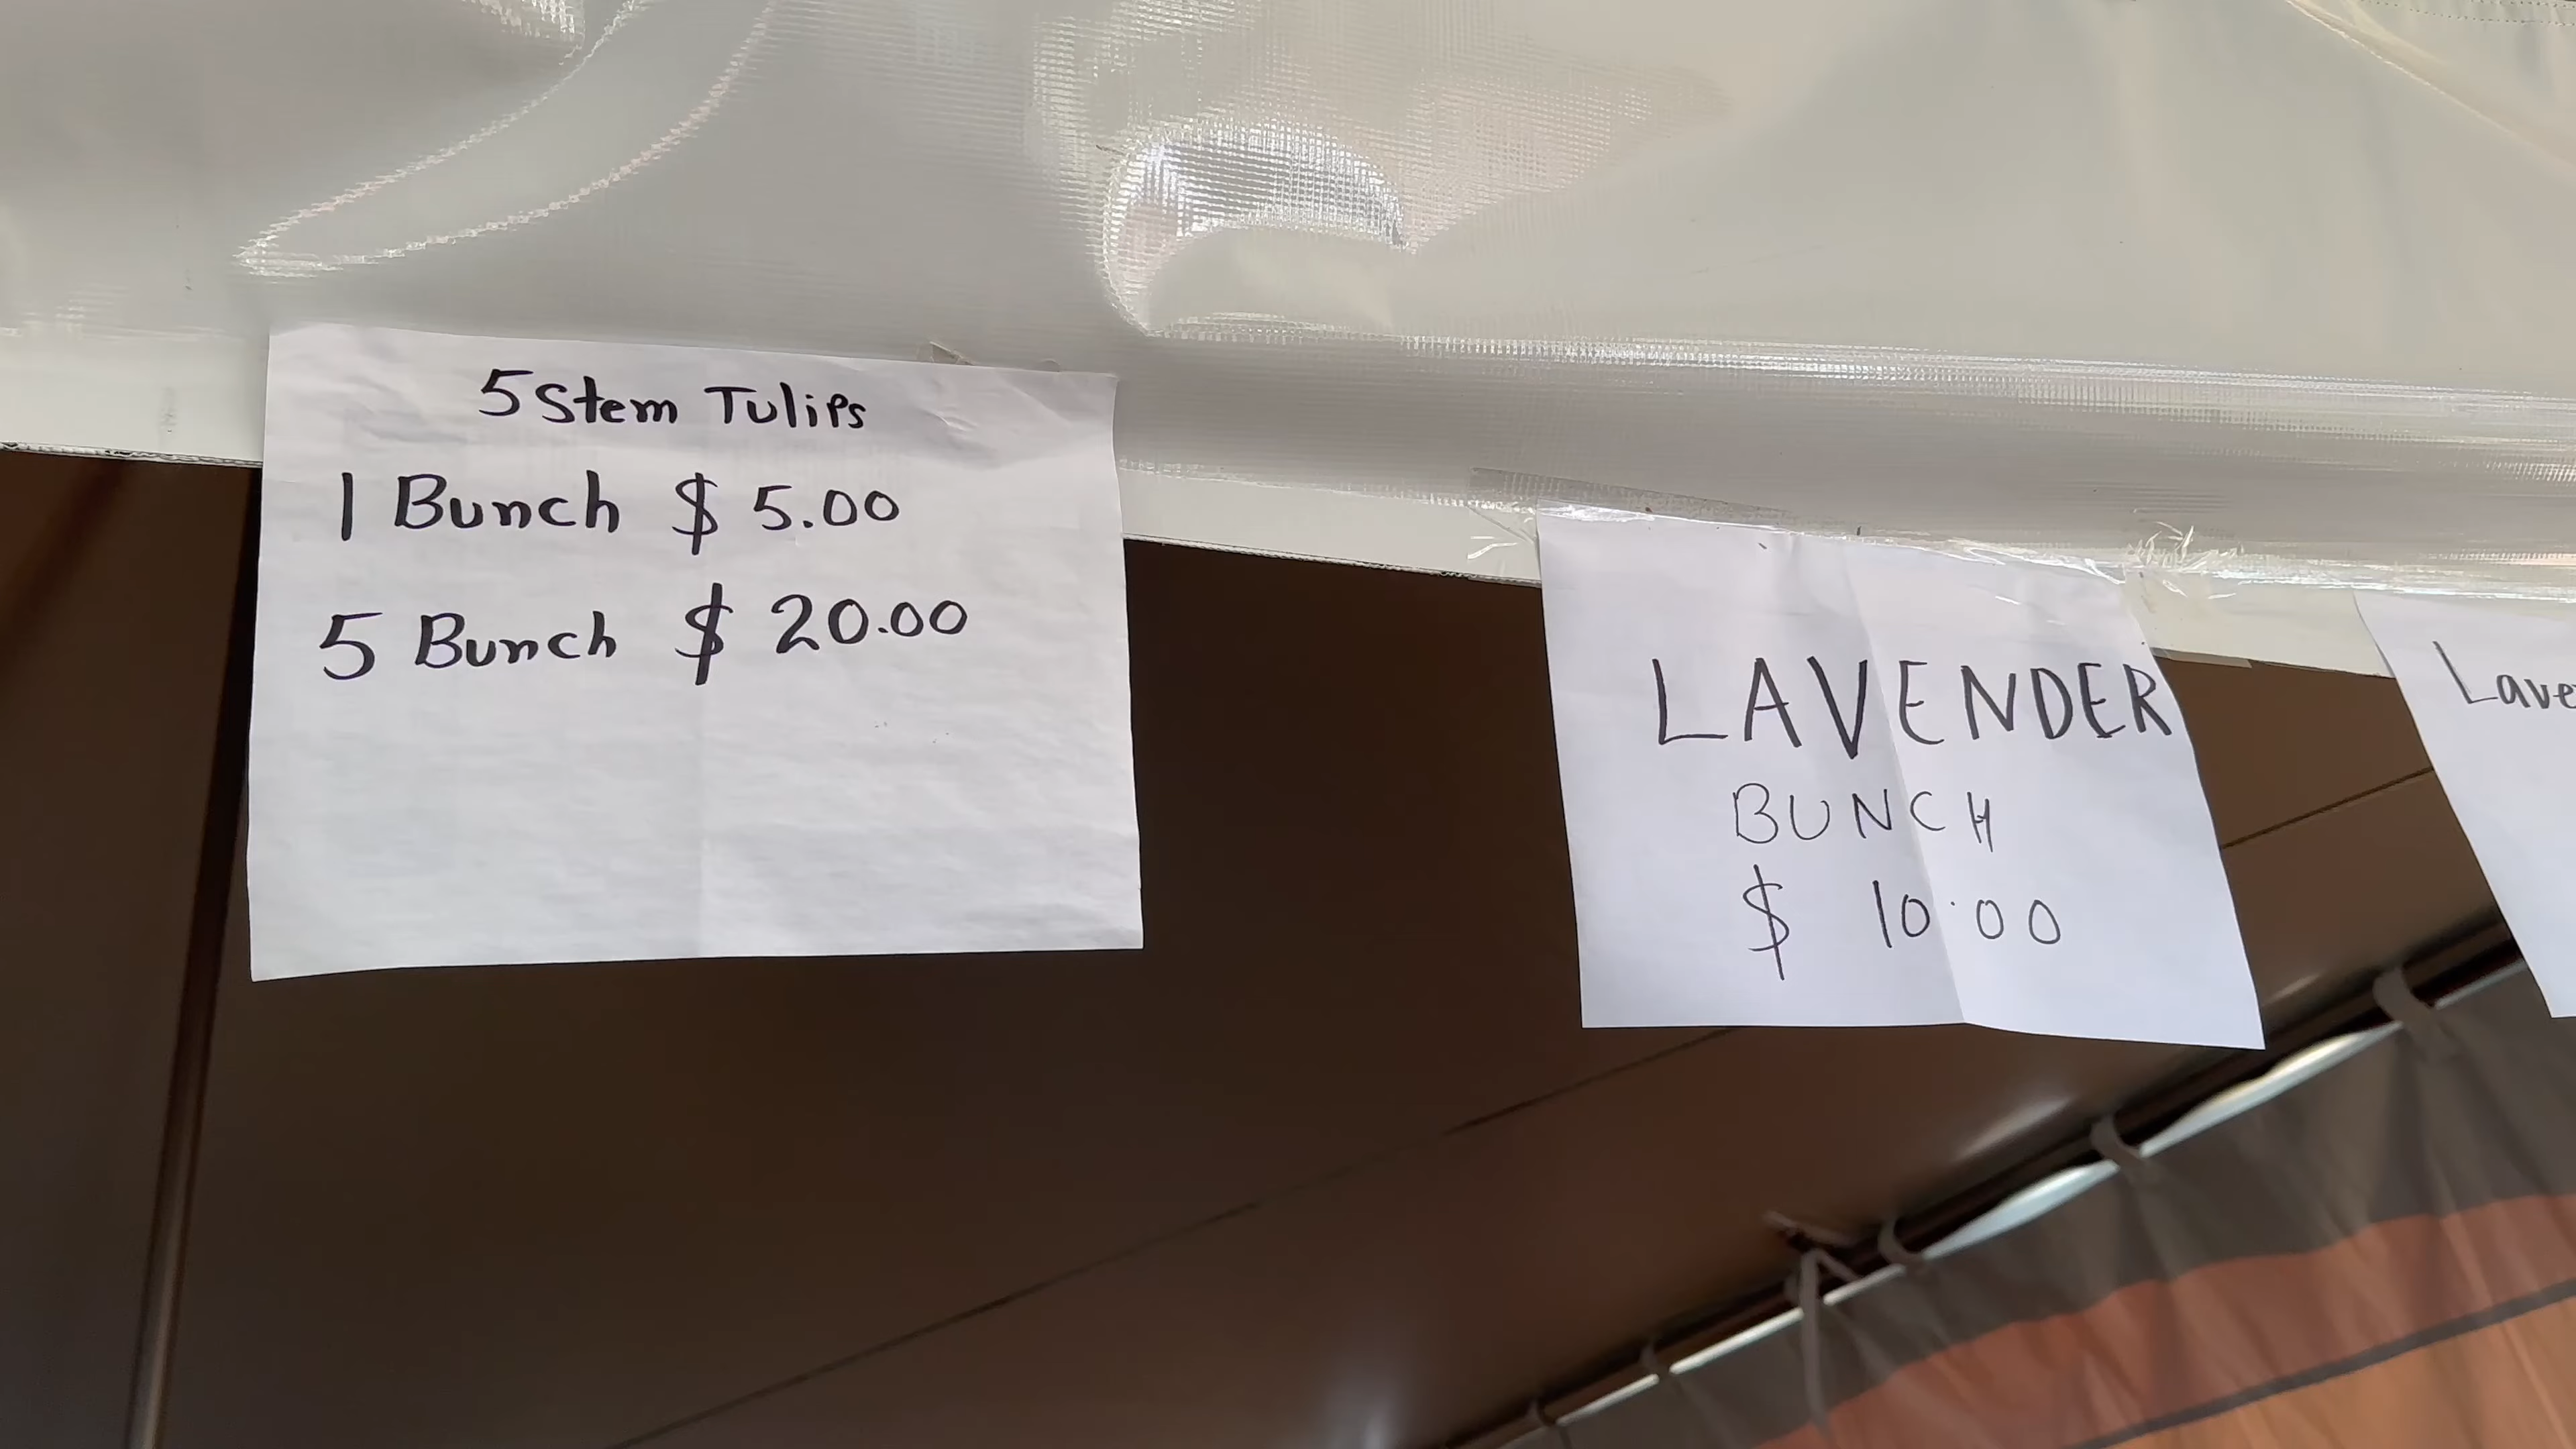 5 Stem Tulips
1 Bunch $ 5.00
5 Bunch $ 20.00
LAVENDER
BUNCH
$ 10.00